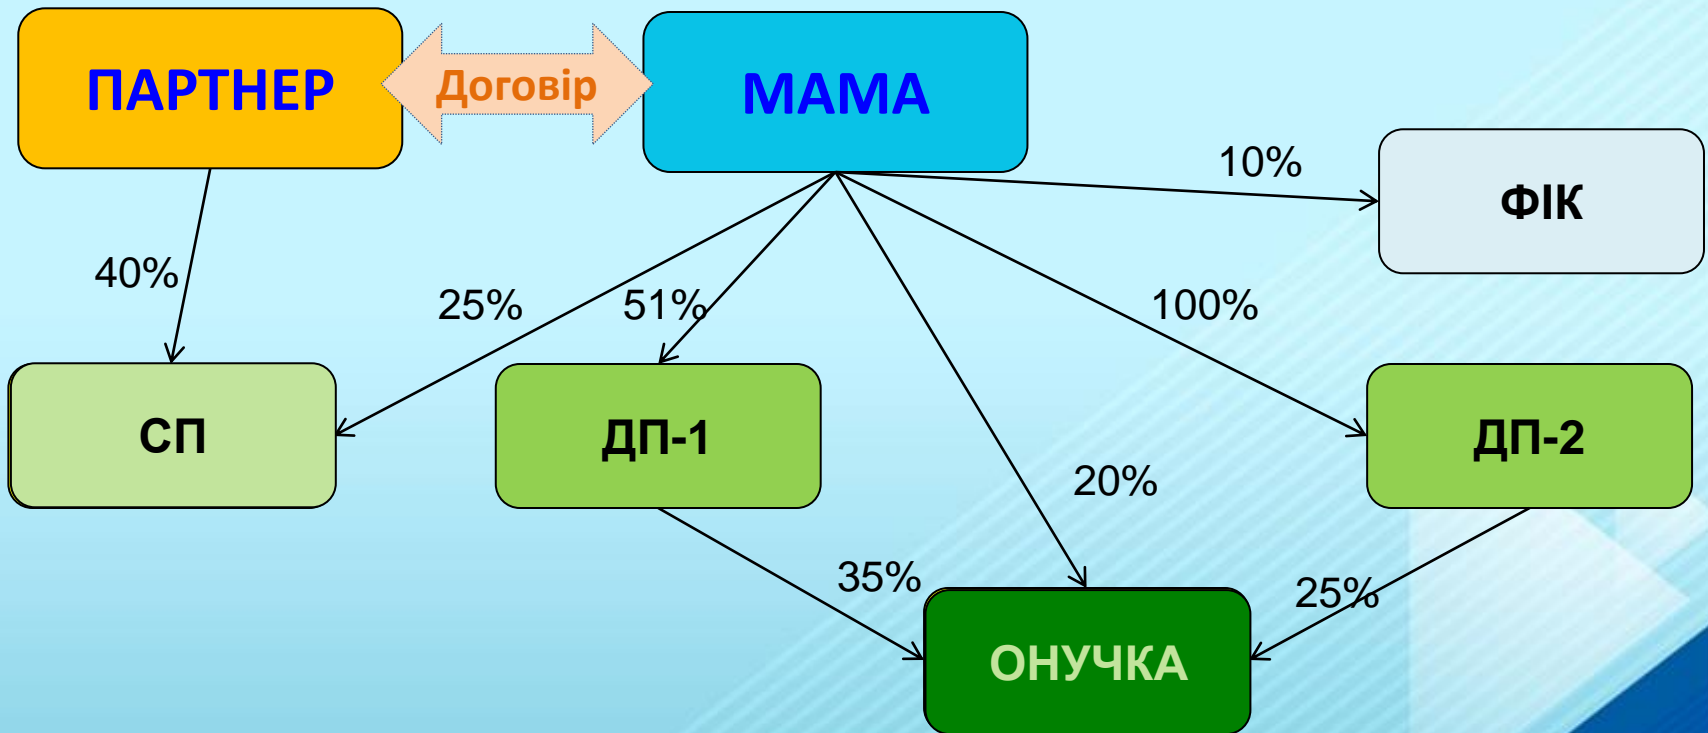 ПАРТНЕР
Договір
МАМА
10%
ФІК
40%
25%
51%
100%
СП
ДП-1
ДП-2
20%
35%
25%
ОНУЧКА